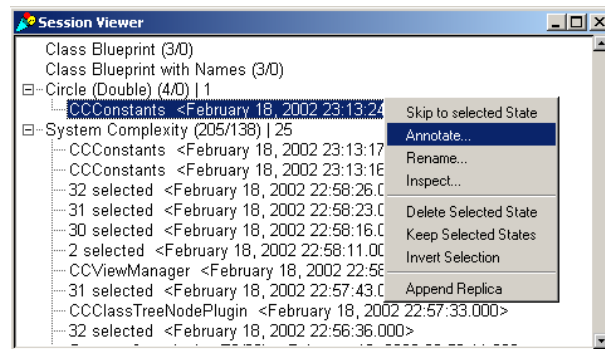 Session Viewer
Class Blueprint (3/0)
Class Blueprint with Names (3/0)
Circle (Double) (4/0) | 1
CCConstants <February 18, 2002 23:13:24
System Complexity (205/138) | 25
CCConstants <February 18, 2002 23:13:17
CCConstants <February 18, 2002 23:13:16
32 selected <February 18, 2002 22:58:26.0
31 selected <February 18, 2002 22:58:23.0
30 selected <February 18, 2002 22:58:16.0
2 selected <February 18, 2002 22:58:11.00
CCViewManager <February 18, 2002 22:58
31 selected <February 18, 2002 22:57:43.0
CCClassTreeNodePlugin <February 18, 2002 22:57:33.000>
32 selected <February 18, 2002 22:56:36.000>
Skip to selected State
Annotate...
Rename...
Inspect...
Delete Selected State
Keep Selected States
Invert Selection
Append Replica